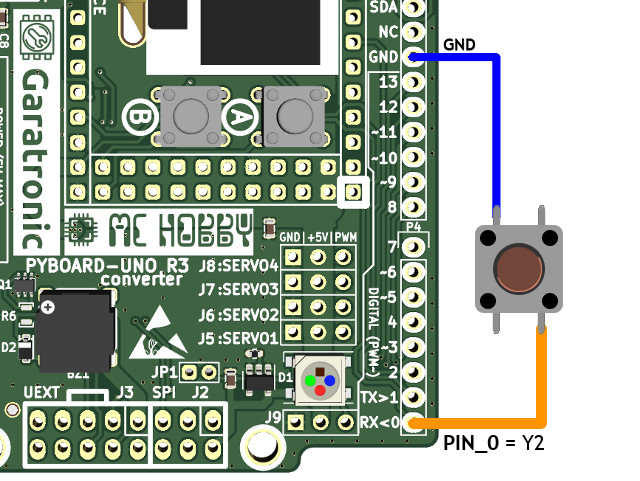 SDA
NC
GND
GND
13
12
~11
~10
~9
8
P4
7
~6
~5
4
~3
2
TX>1
RX<0
DIGITAL (PWM~)
PIN_0 = Y2
Garatronic
B
A
MC HOBBY
PYBOARD-UNO R3
converter
GND +5V PWM
J8:SERVO4
J7:SERVO3
J6:SERVO2
J5:SERVO1
Q1
R6
D2
BZ1
JP1
D1
UEXT
J3
SPI
J2
J9